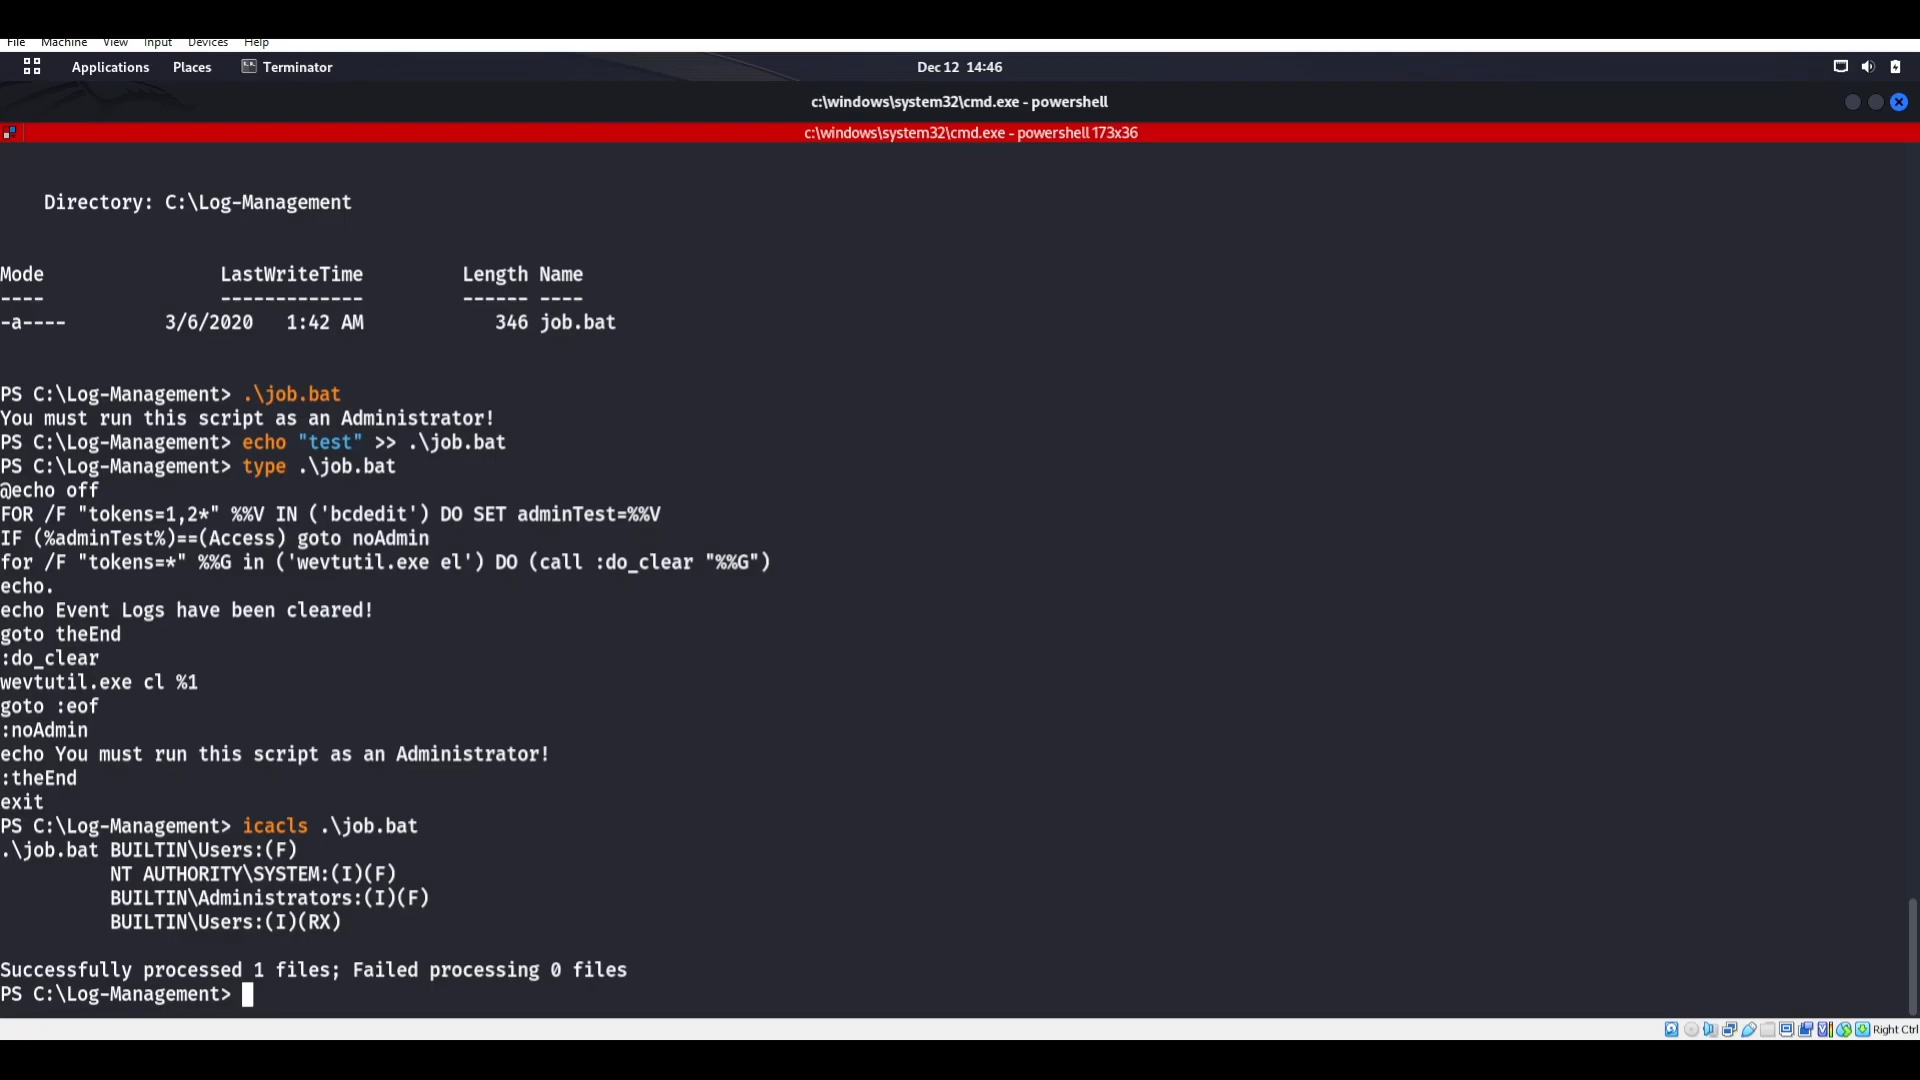 File Machine View Input Devices Help
Applications Places Terminator Dec 12 14:46
c:\windows\system32\cmd.exe - powershell
c:\windows\system32\cmd.exe - powershell 173x36
Directory: C:\Log-Management
Mode LastWriteTime Length Name
---- ------------- ------ ----
-a---- 3/6/2020 1:42 AM 346 job.bat
PS C:\Log-Management> .\job.bat
You must run this script as an Administrator!
PS C:\Log-Management> echo "test" >> .\job.bat
PS C:\Log-Management> type .\job.bat
@echo off
FOR /F "tokens=1,2*" %%V IN ('bcdedit') DO SET adminTest=%%V
IF (%adminTest%)==(Access) goto noAdmin
for /F "tokens=*" %%G in ('wevtutil.exe el') DO (call :do_clear "%%G")
echo.
echo Event Logs have been cleared!
goto theEnd
:do_clear
wevtutil.exe cl %1
goto :eof
:noAdmin
echo You must run this script as an Administrator!
:theEnd
exit
PS C:\Log-Management> icacls .\job.bat
.\job.bat BUILTIN\Users:(F)
NT AUTHORITY\SYSTEM:(I)(F)
BUILTIN\Administrators:(I)(F)
BUILTIN\Users:(I)(RX)
Successfully processed 1 files; Failed processing 0 files
PS C:\Log-Management>
Right Ctrl